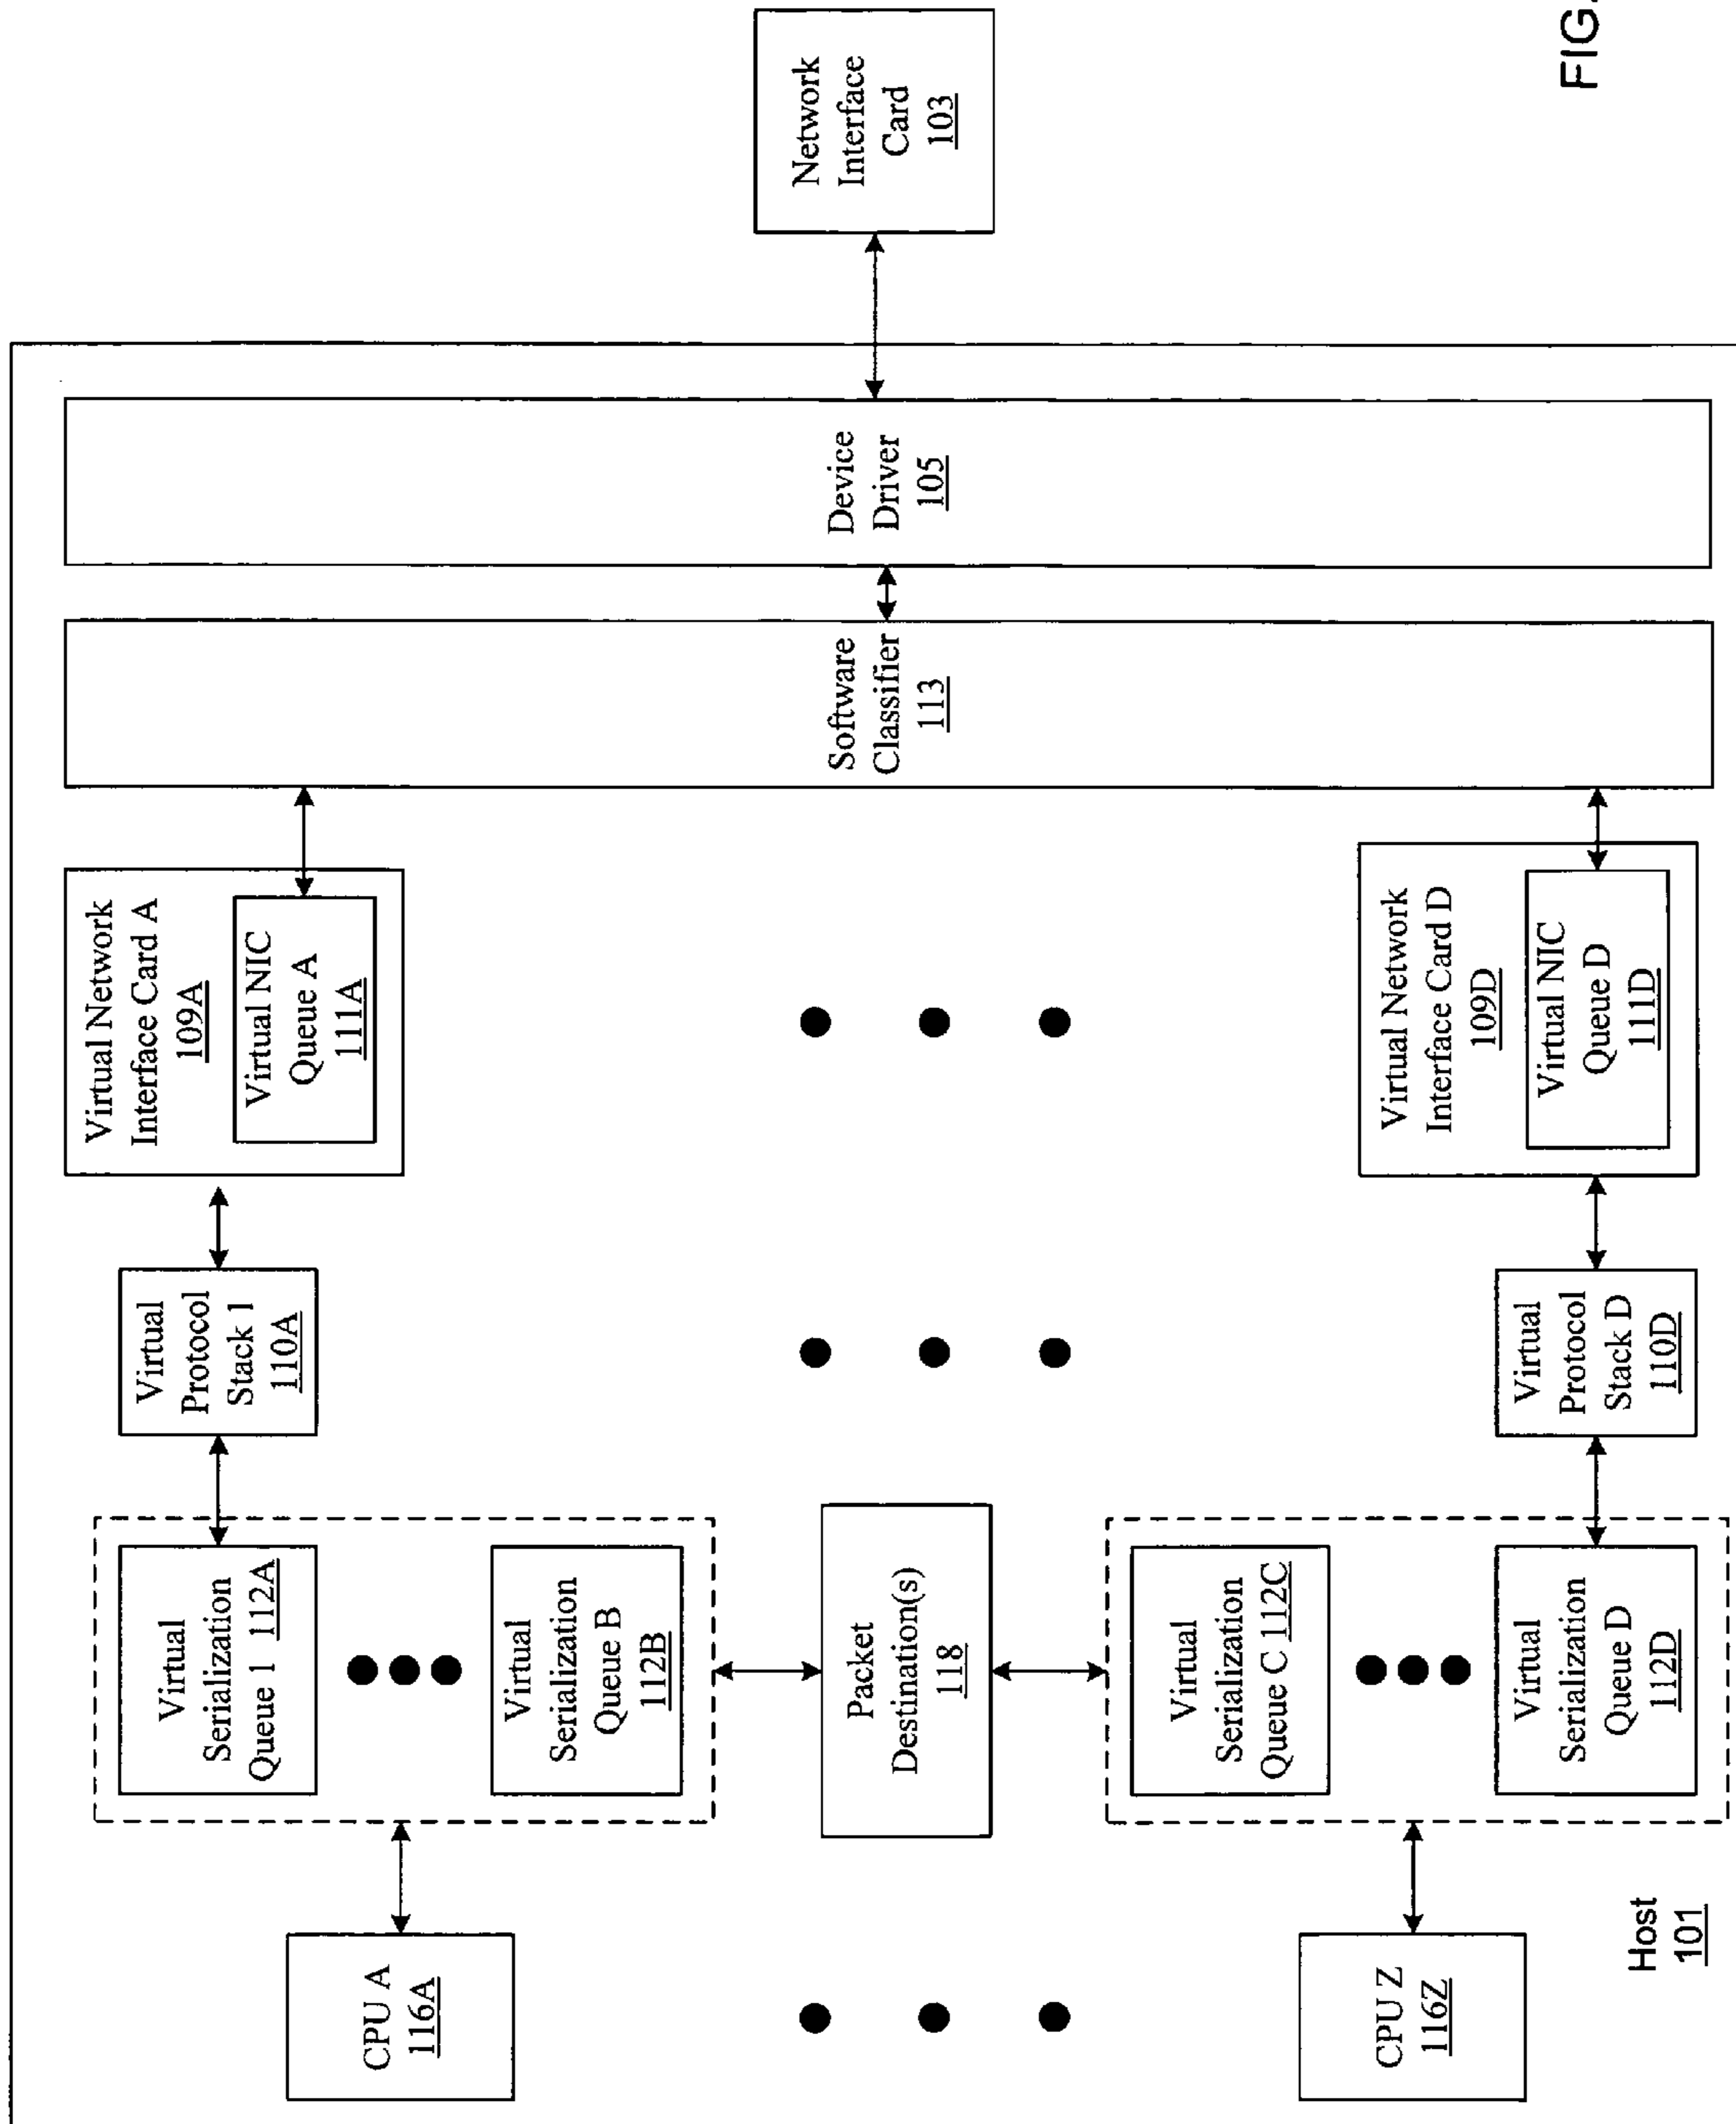 CPU A
116A
CPU Z
116Z
Host
101
Virtual
Serialization
Queue 1 112A
Virtual
Serialization
Queue B
112B
Packet
Destination(s)
118
Virtual
Serialization
Queue C 112C
Virtual
Serialization
Queue D
112D
Virtual
Protocol
Stack 1
110A
Virtual
Protocol
Stack D
110D
Virtual Network
Interface Card A
109A
Virtual NIC
Queue A
111A
Virtual Network
Interface Card D
109D
Virtual NIC
Queue D
111D
Software
Classifier
113
Device
Driver
105
Network
Interface
Card
103
FIG.